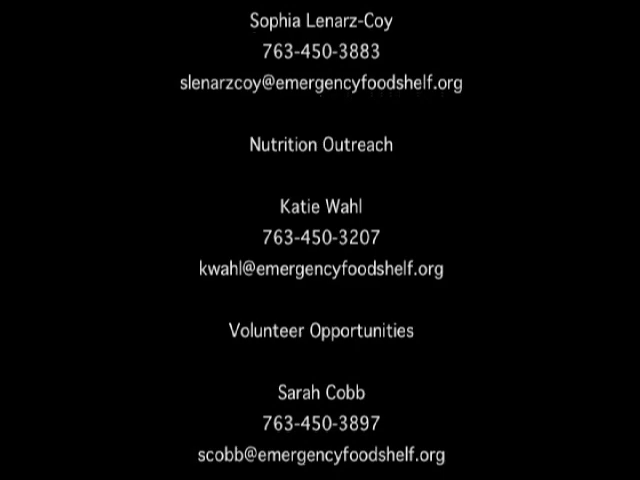 Sophia Lenarz-Coy
763-450-3883
slenarzcoy@emergencyfoodshelf.org
Nutrition Outreach
Katie Wahl
763-450-3207
kwahl@emergencyfoodshelf.org
Volunteer Opportunities
Sarah Cobb
763-450-3897
scobb@emergencyfoodshelf.org